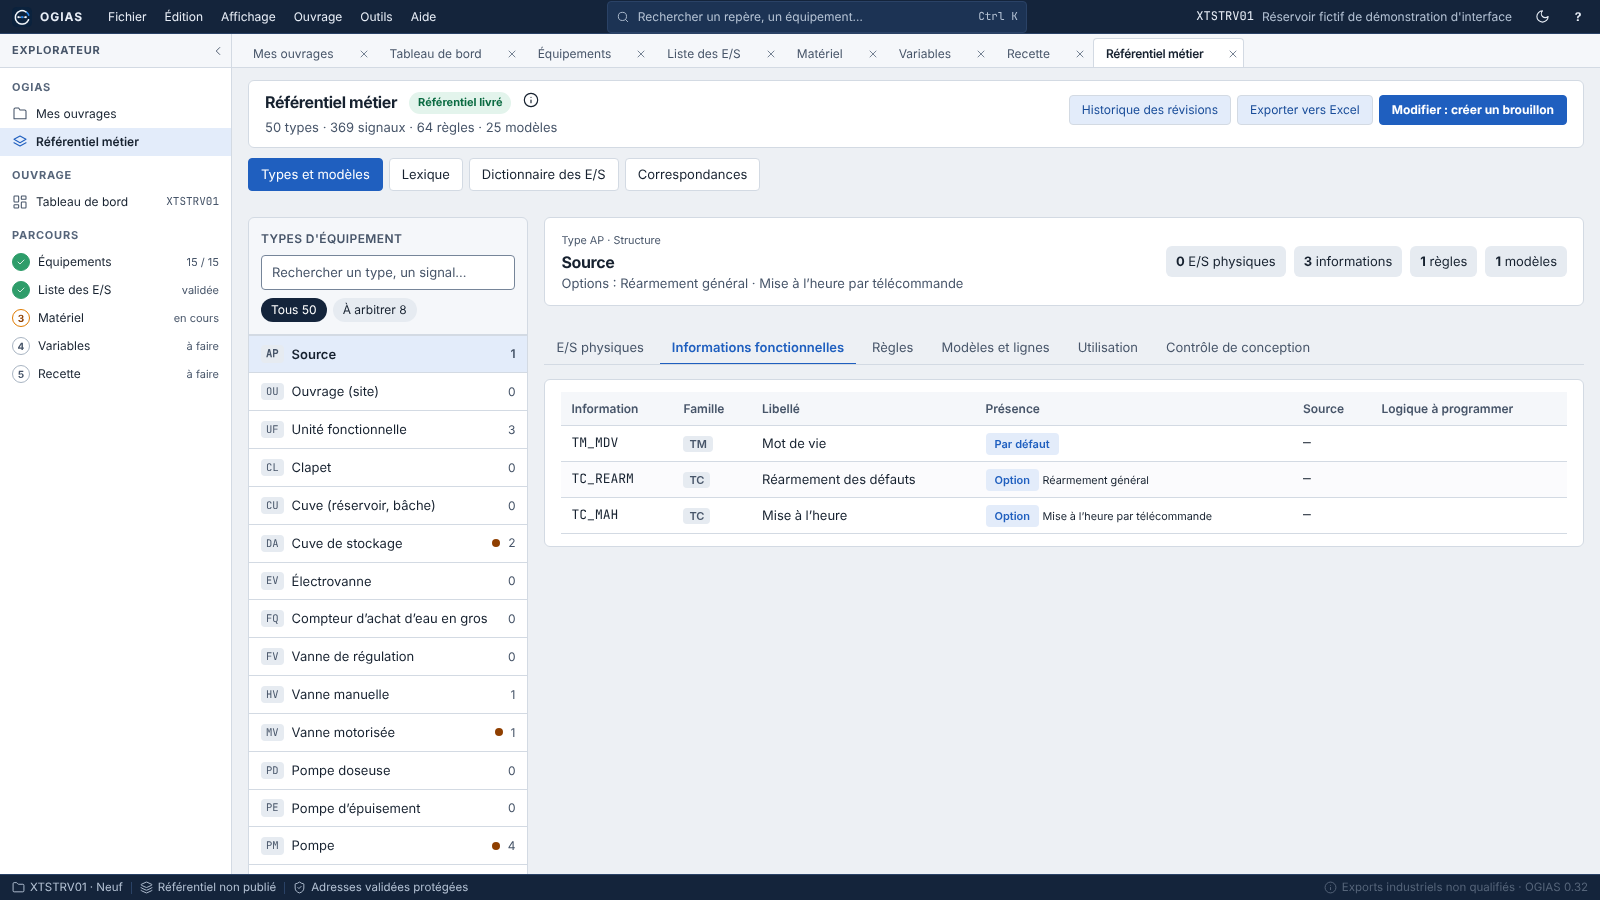 OGIAS Fichier Édition Affichage Ouvrage Outils Aide Rechercher un repère, un équipement... Ctrl K XTSTRV01 Réservoir fictif de démonstration d'interface ?
EXPLORATEUR
Mes ouvrages Tableau de bord Équipements Liste des E/S Matériel Variables Recette Référentiel métier
OGIAS
Mes ouvrages
Référentiel métier
OUVRAGE
Tableau de bord XTSTRV01
PARCOURS
Équipements 15 / 15
Liste des E/S validée
3 Matériel en cours
4 Variables à faire
5 Recette à faire
Référentiel métier Référentiel livré
50 types · 369 signaux · 64 règles · 25 modèles
Historique des révisions Exporter vers Excel Modifier : créer un brouillon
Types et modèles Lexique Dictionnaire des E/S Correspondances
TYPES D'ÉQUIPEMENT
Rechercher un type, un signal...
Tous 50 À arbitrer 8
AP Source 1
OU Ouvrage (site) 0
UF Unité fonctionnelle 3
CL Clapet 0
CU Cuve (réservoir, bâche) 0
DA Cuve de stockage 2
EV Électrovanne 0
FQ Compteur d’achat d’eau en gros 0
FV Vanne de régulation 0
HV Vanne manuelle 1
MV Vanne motorisée 1
PD Pompe doseuse 0
PE Pompe d’épuisement 0
PM Pompe 4
Type AP · Structure
Source
Options : Réarmement général · Mise à l’heure par télécommande
0 E/S physiques 3 informations 1 règles 1 modèles
E/S physiques Informations fonctionnelles Règles Modèles et lignes Utilisation Contrôle de conception
Information Famille Libellé Présence Source Logique à programmer
TM_MDV TM Mot de vie Par défaut —
TC_REARM TC Réarmement des défauts Option Réarmement général —
TC_MAH TC Mise à l’heure Option Mise à l’heure par télécommande —
XTSTRV01 · Neuf Référentiel non publié Adresses validées protégées Exports industriels non qualifiés · OGIAS 0.32